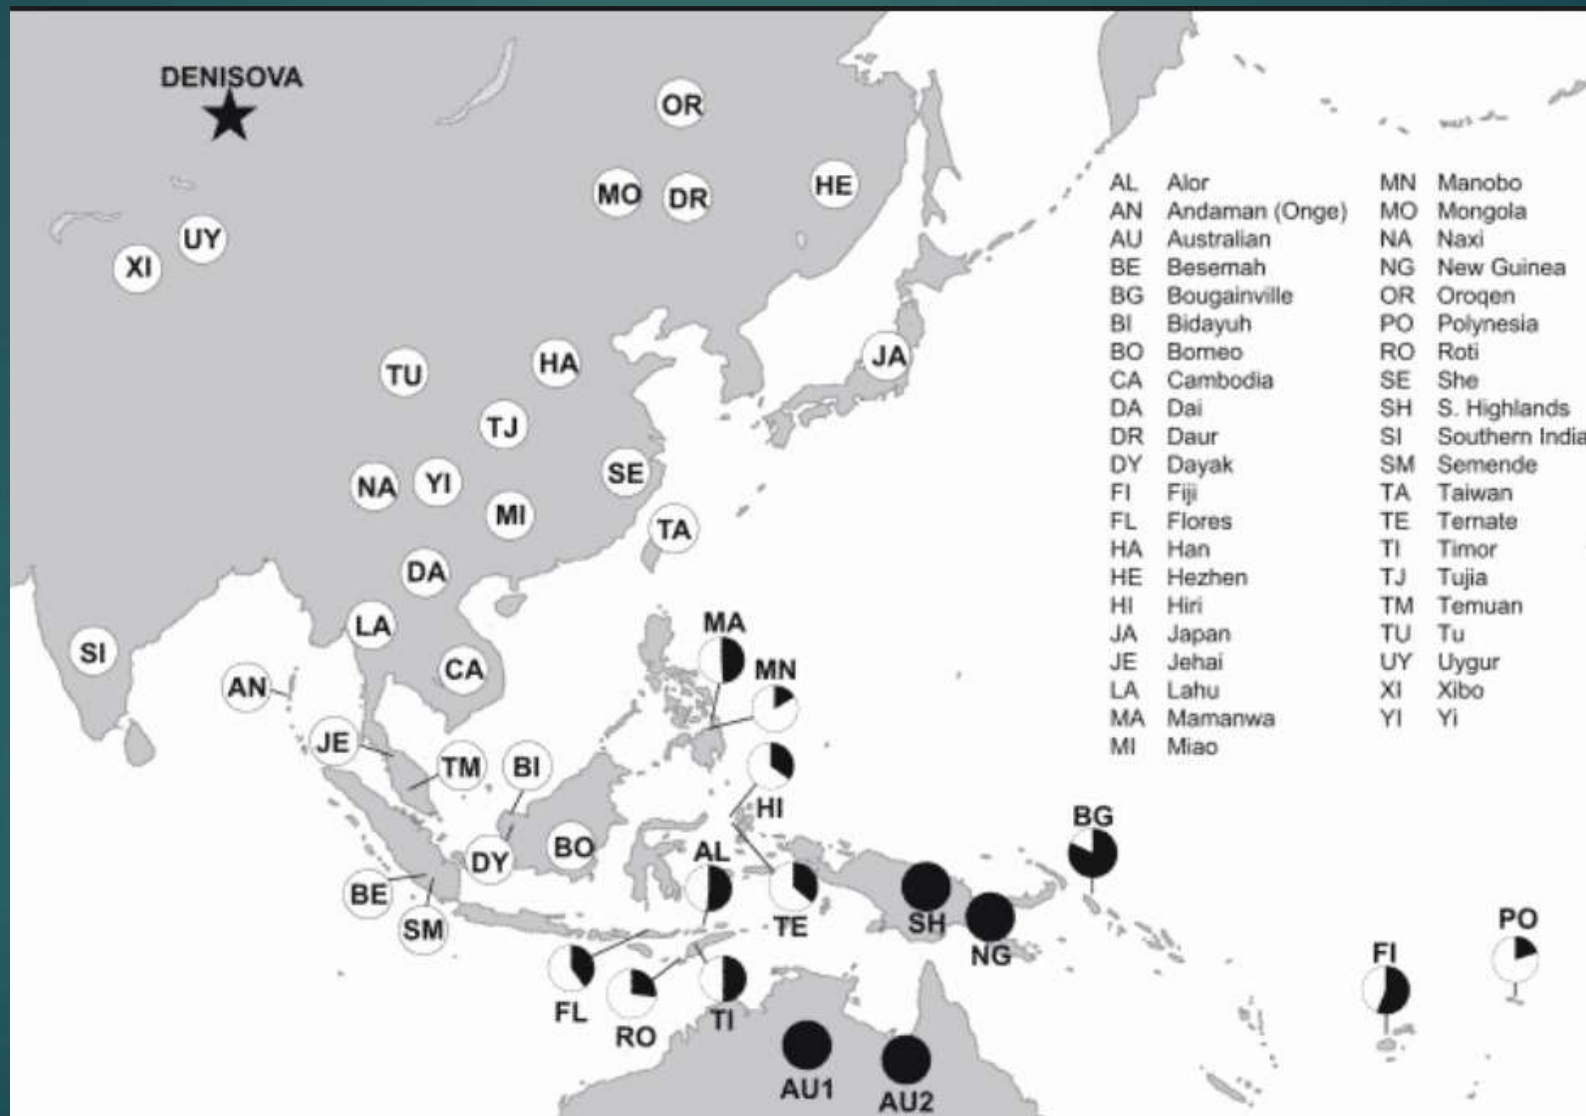 DENISOVA
OR
MO
DR
HE
UY
XI
JA
HA
TU
TJ
SE
NA
YI
MI
TA
DA
LA
SI
CA
AN
MA
MN
JE
TM
BI
HI
BO
DY
AL
BG
BE
SM
TE
SH
NG
FL
RO
TI
FI
PO
AU1
AU2
AL Alor
AN Andaman (Onge)
AU Australian
BE Besemah
BG Bougainville
BI Bidayuh
BO Borneo
CA Cambodia
DA Dai
DR Daur
DY Dayak
FI Fiji
FL Flores
HA Han
HE Hezhen
HI Hiri
JA Japan
JE Jehai
LA Lahu
MA Mamanwa
MI Miao
MN Manobo
MO Mongola
NA Naxi
NG New Guinea
OR Oroqen
PO Polynesia
RO Roti
SE She
SH S. Highlands
SI Southern India
SM Semende
TA Taiwan
TE Ternate
TI Timor
TJ Tujia
TM Temuan
TU Tu
UY Uygur
XI Xibo
YI Yi